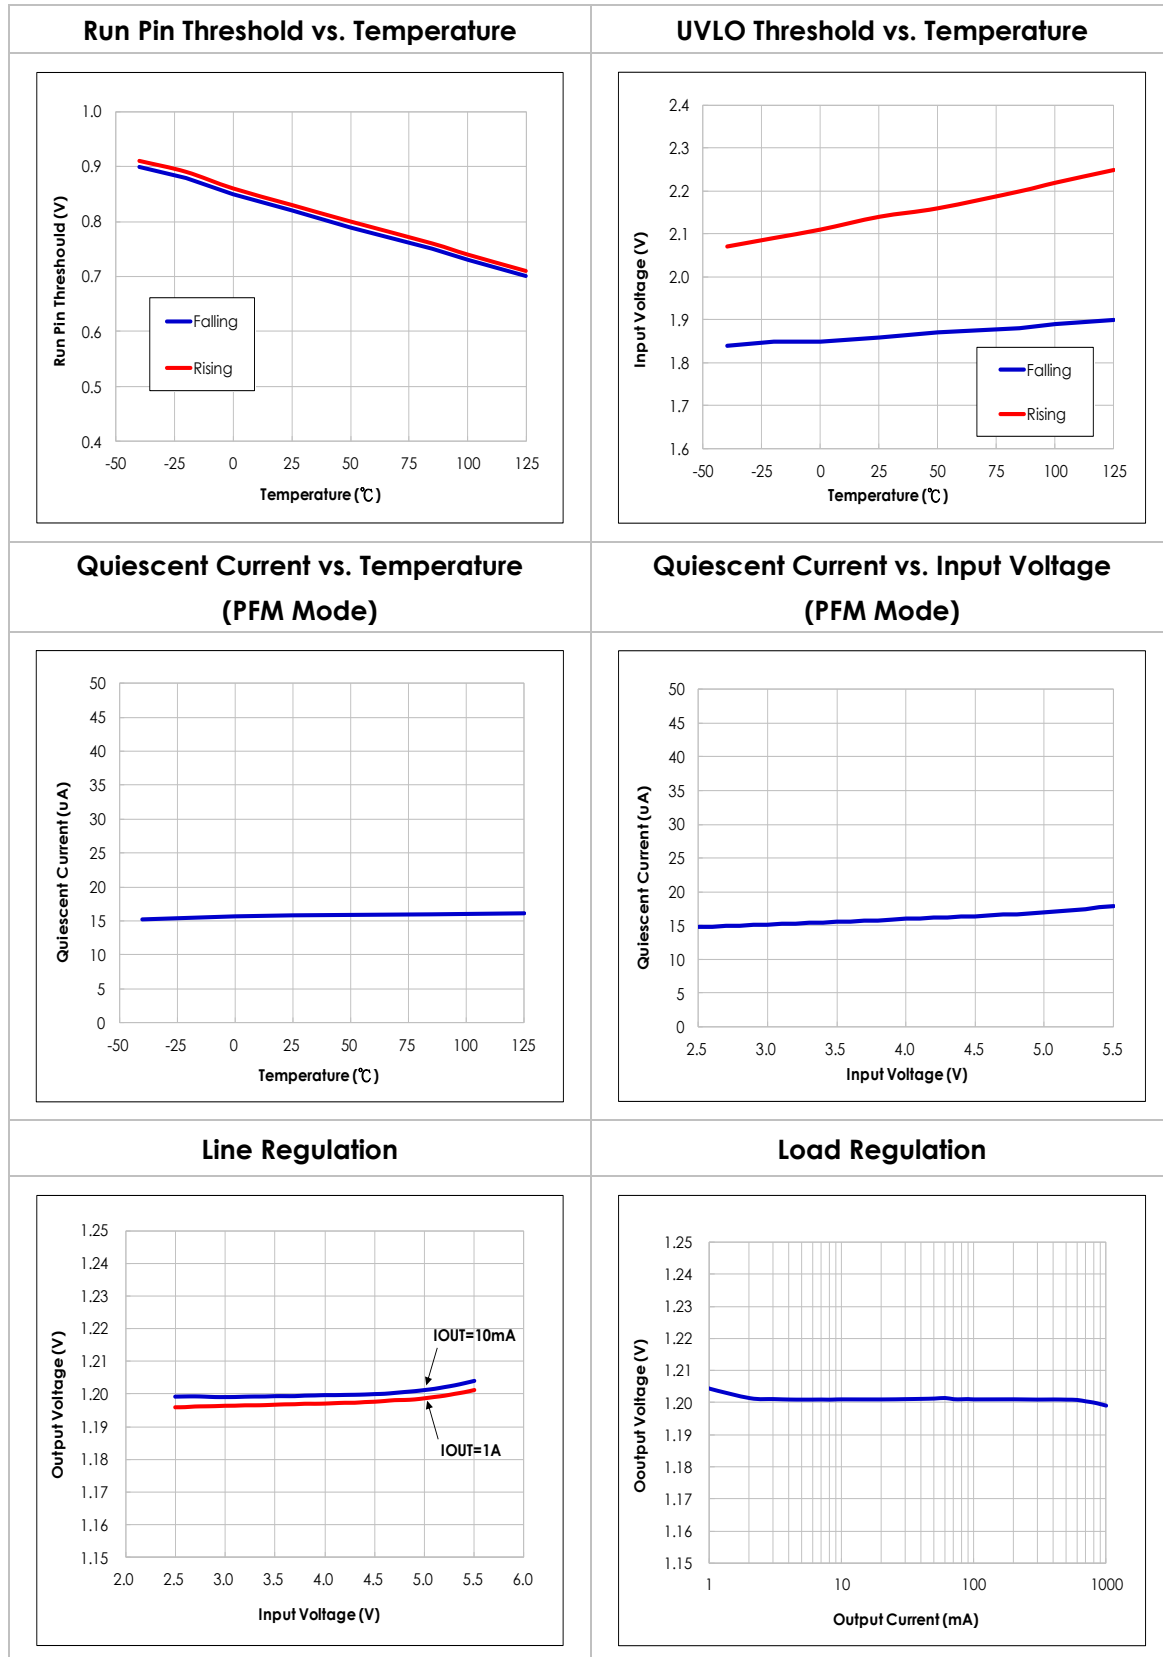 Run Pin Threshold vs. Temperature
1.0
0.9
0.8
0.7
0.6
0.5
0.4
-50 -25 0 25 50 75 100 125
Run Pin Threshould (V)
Temperature (℃)
Falling
Rising
UVLO Threshold vs. Temperature
2.4
2.3
2.2
2.1
2.0
1.9
1.8
1.7
1.6
-50 -25 0 25 50 75 100 125
Input Voltage (V)
Temperature (℃)
Falling
Rising
Quiescent Current vs. Temperature
(PFM Mode)
50
45
40
35
30
25
20
15
10
5
0
-50 -25 0 25 50 75 100 125
Quiescent Current (uA)
Temperature (℃)
Quiescent Current vs. Input Voltage
(PFM Mode)
50
45
40
35
30
25
20
15
10
5
0
2.5 3.0 3.5 4.0 4.5 5.0 5.5
Quiescent Current (uA)
Input Voltage (V)
Line Regulation
1.25
1.24
1.23
1.22
1.21
1.20
1.19
1.18
1.17
1.16
1.15
2.0 2.5 3.0 3.5 4.0 4.5 5.0 5.5 6.0
Output Voltage (V)
Input Voltage (V)
IOUT=10mA
IOUT=1A
Load Regulation
1.25
1.24
1.23
1.22
1.21
1.20
1.19
1.18
1.17
1.16
1.15
1 10 100 1000
Ooutput Voltage (V)
Output Current (mA)